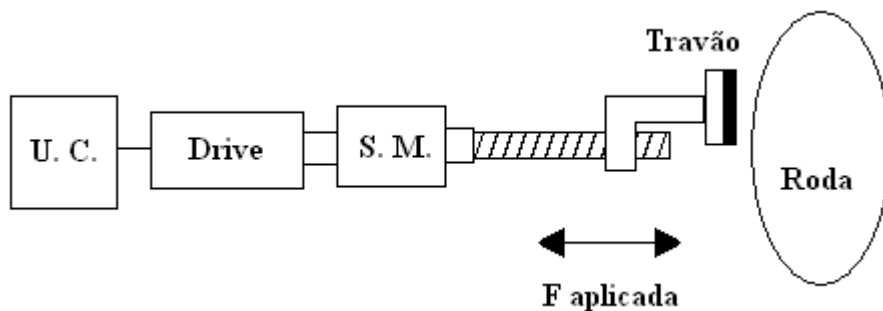 Travão
U. C.
Drive
S. M.
Roda
F aplicada